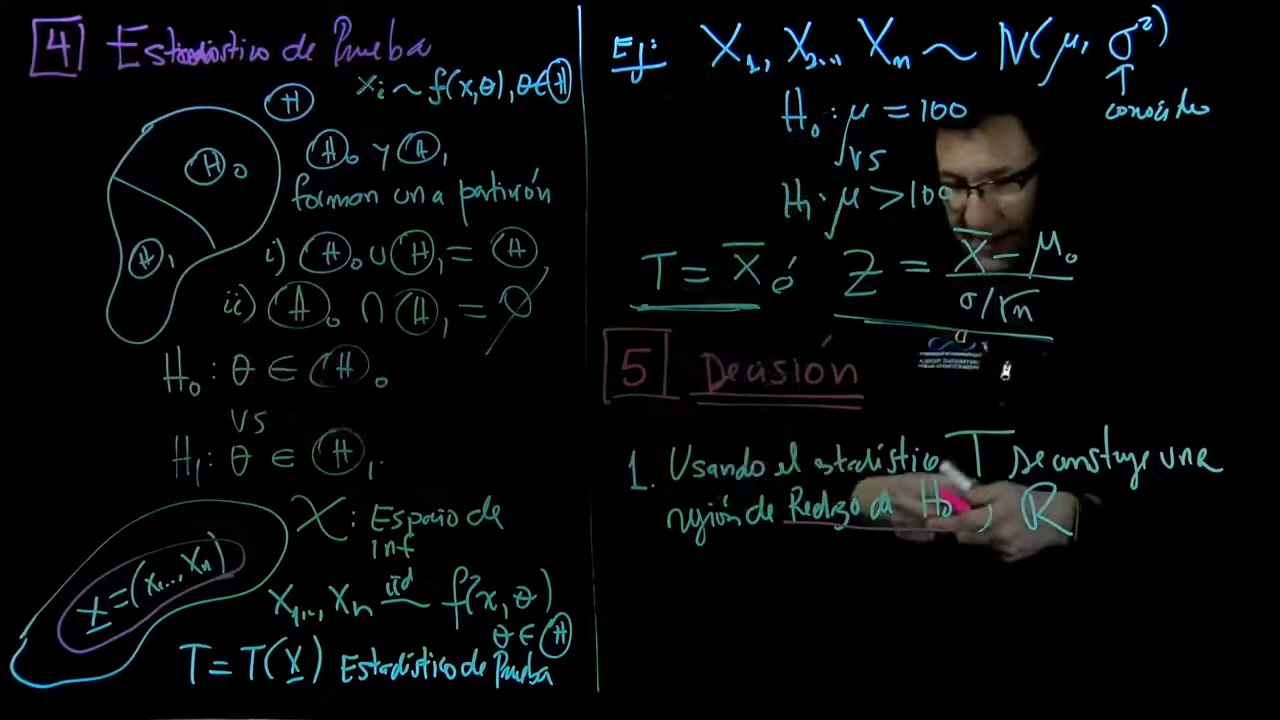 4 Estadístico de Prueba
Xi ~ f(x,θ), θ∈Θ
Θ
Θ0
Θ1
Θ0 y Θ1
forman una partición
i) Θ0 ∪ Θ1 = Θ
ii) Θ0 ∩ Θ1 = ∅
H0: θ ∈ Θ0
vs
H1: θ ∈ Θ1.
X: Espacio de
inf
X = (X1,..., Xn)
X1,.., Xn iid ~ f(x, θ)
θ ∈ Θ
T = T(X) Estadístico de Prueba
Ej: X1, X2,.., Xn ~ N(μ, σ²)
conocido
H0: μ = 100
vs
H1: μ > 100
T = X̄ ó Z = X̄ - μ0
σ/√n
5 Decisión
1. Usando el estadístico T se construye una
región de Rechazo de H0, R